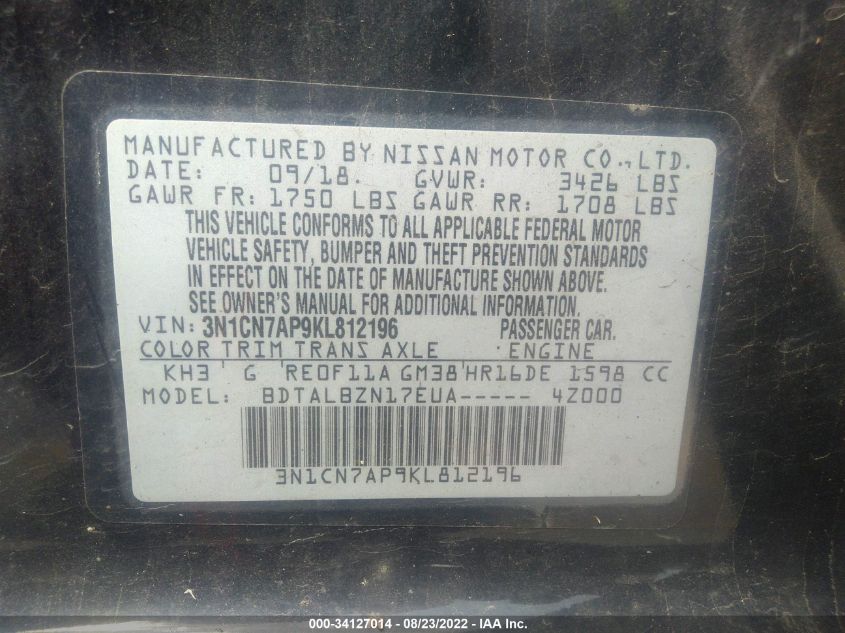 MANUFACTURED BY NISSAN MOTOR CO., LTD.
DATE: 09/18. GVWR: 3426 LBS
GAWR FR: 1750 LBS GAWR RR: 1708 LBS
THIS VEHICLE CONFORMS TO ALL APPLICABLE FEDERAL MOTOR
VEHICLE SAFETY, BUMPER AND THEFT PREVENTION STANDARDS
IN EFFECT ON THE DATE OF MANUFACTURE SHOWN ABOVE.
SEE OWNER'S MANUAL FOR ADDITIONAL INFORMATION.
VIN: 3N1CN7AP9KL812196 PASSENGER CAR.
COLOR TRIM TRANS AXLE ENGINE
KH3 G RE0F11A GM38 HR16DE 1598 CC
MODEL: BDTALBZN17EUA----- 4Z000
3N1CN7AP9KL812196
000-34127014 - 08/23/2022 - IAA Inc.